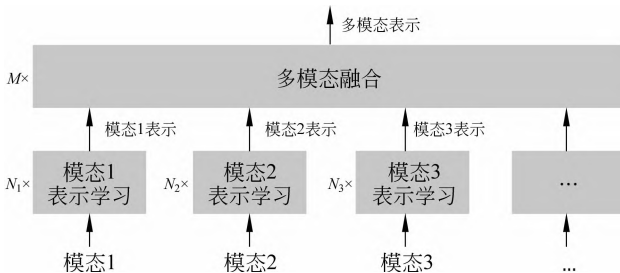 多模态表示
M×
多模态融合
模态1表示
模态2表示
模态3表示
N₁×
模态1
表示学习
N₂×
模态2
表示学习
N₃×
模态3
表示学习
...
模态1
模态2
模态3
...